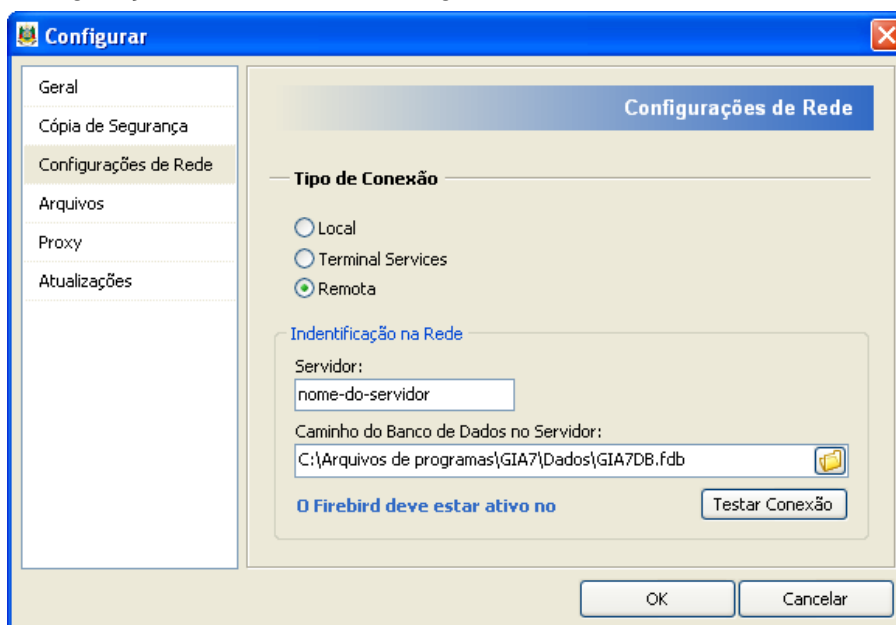 Configurar
Geral
Cópia de Segurança
Configurações de Rede
Arquivos
Proxy
Atualizações
Configurações de Rede
Tipo de Conexão
Local
Terminal Services
Remota
Indentificação na Rede
Servidor:
nome-do-servidor
Caminho do Banco de Dados no Servidor:
C:\Arquivos de programas\GIA7\Dados\GIA7DB.fdb
O Firebird deve estar ativo no
Testar Conexão
OK
Cancelar